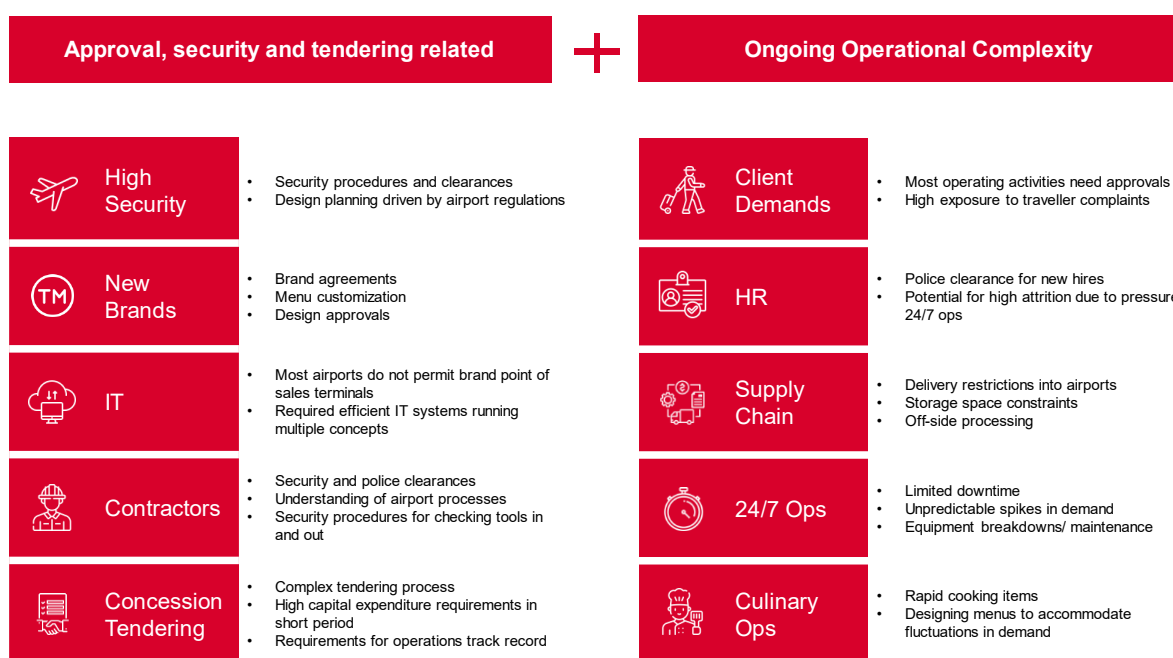 Approval, security and tendering related
Ongoing Operational Complexity
High
Security
• Security procedures and clearances
• Design planning driven by airport regulations
TM
New
Brands
• Brand agreements
• Menu customization
• Design approvals
IT
• Most airports do not permit brand point of
sales terminals
• Required efficient IT systems running
multiple concepts
Contractors
• Security and police clearances
• Understanding of airport processes
• Security procedures for checking tools in
and out
Concession
Tendering
• Complex tendering process
• High capital expenditure requirements in
short period
• Requirements for operations track record
Client
Demands
• Most operating activities need approvals
• High exposure to traveller complaints
HR
• Police clearance for new hires
• Potential for high attrition due to pressure
24/7 ops
Supply
Chain
• Delivery restrictions into airports
• Storage space constraints
• Off-side processing
24/7 Ops
• Limited downtime
• Unpredictable spikes in demand
• Equipment breakdowns/ maintenance
Culinary
Ops
• Rapid cooking items
• Designing menus to accommodate
fluctuations in demand